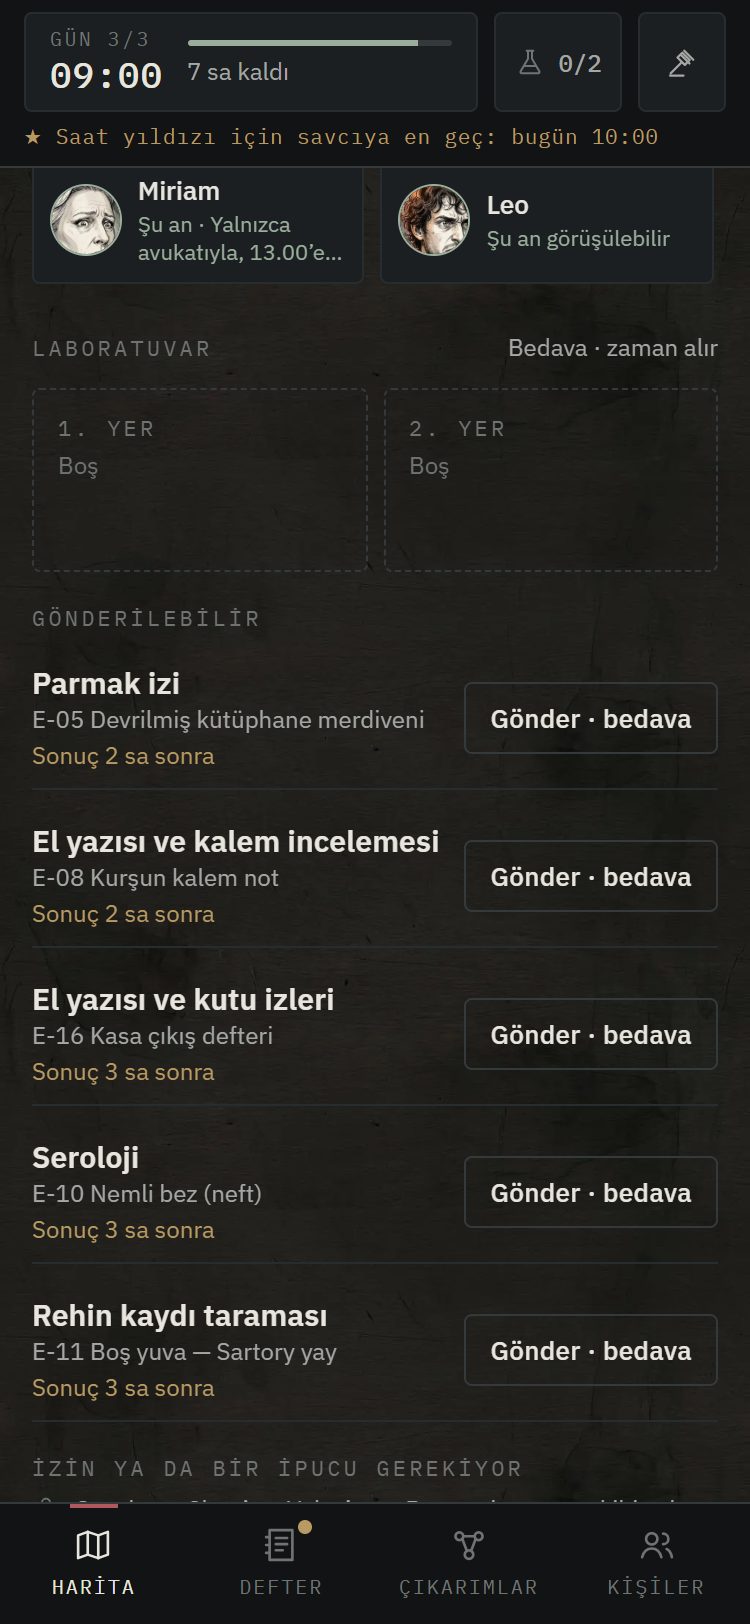 GÜN 3/3
09:00
7 sa kaldı
0/2
★ Saat yıldızı için savcıya en geç: bugün 10:00
Miriam
Şu an · Yalnızca
avukatıyla, 13.00’e...
Leo
Şu an görüşülebilir
LABORATUVAR
Bedava · zaman alır
1. YER
Boş
2. YER
Boş
GÖNDERİLEBİLİR
Parmak izi
E-05 Devrilmiş kütüphane merdiveni
Sonuç 2 sa sonra
Gönder · bedava
El yazısı ve kalem incelemesi
E-08 Kurşun kalem not
Sonuç 2 sa sonra
Gönder · bedava
El yazısı ve kutu izleri
E-16 Kasa çıkış defteri
Sonuç 3 sa sonra
Gönder · bedava
Seroloji
E-10 Nemli bez (neft)
Sonuç 3 sa sonra
Gönder · bedava
Rehin kaydı taraması
E-11 Boş yuva — Sartory yay
Sonuç 3 sa sonra
Gönder · bedava
İZİN YA DA BİR İPUCU GEREKİYOR
HARİTA
DEFTER
ÇIKARIMLAR
KİŞİLER